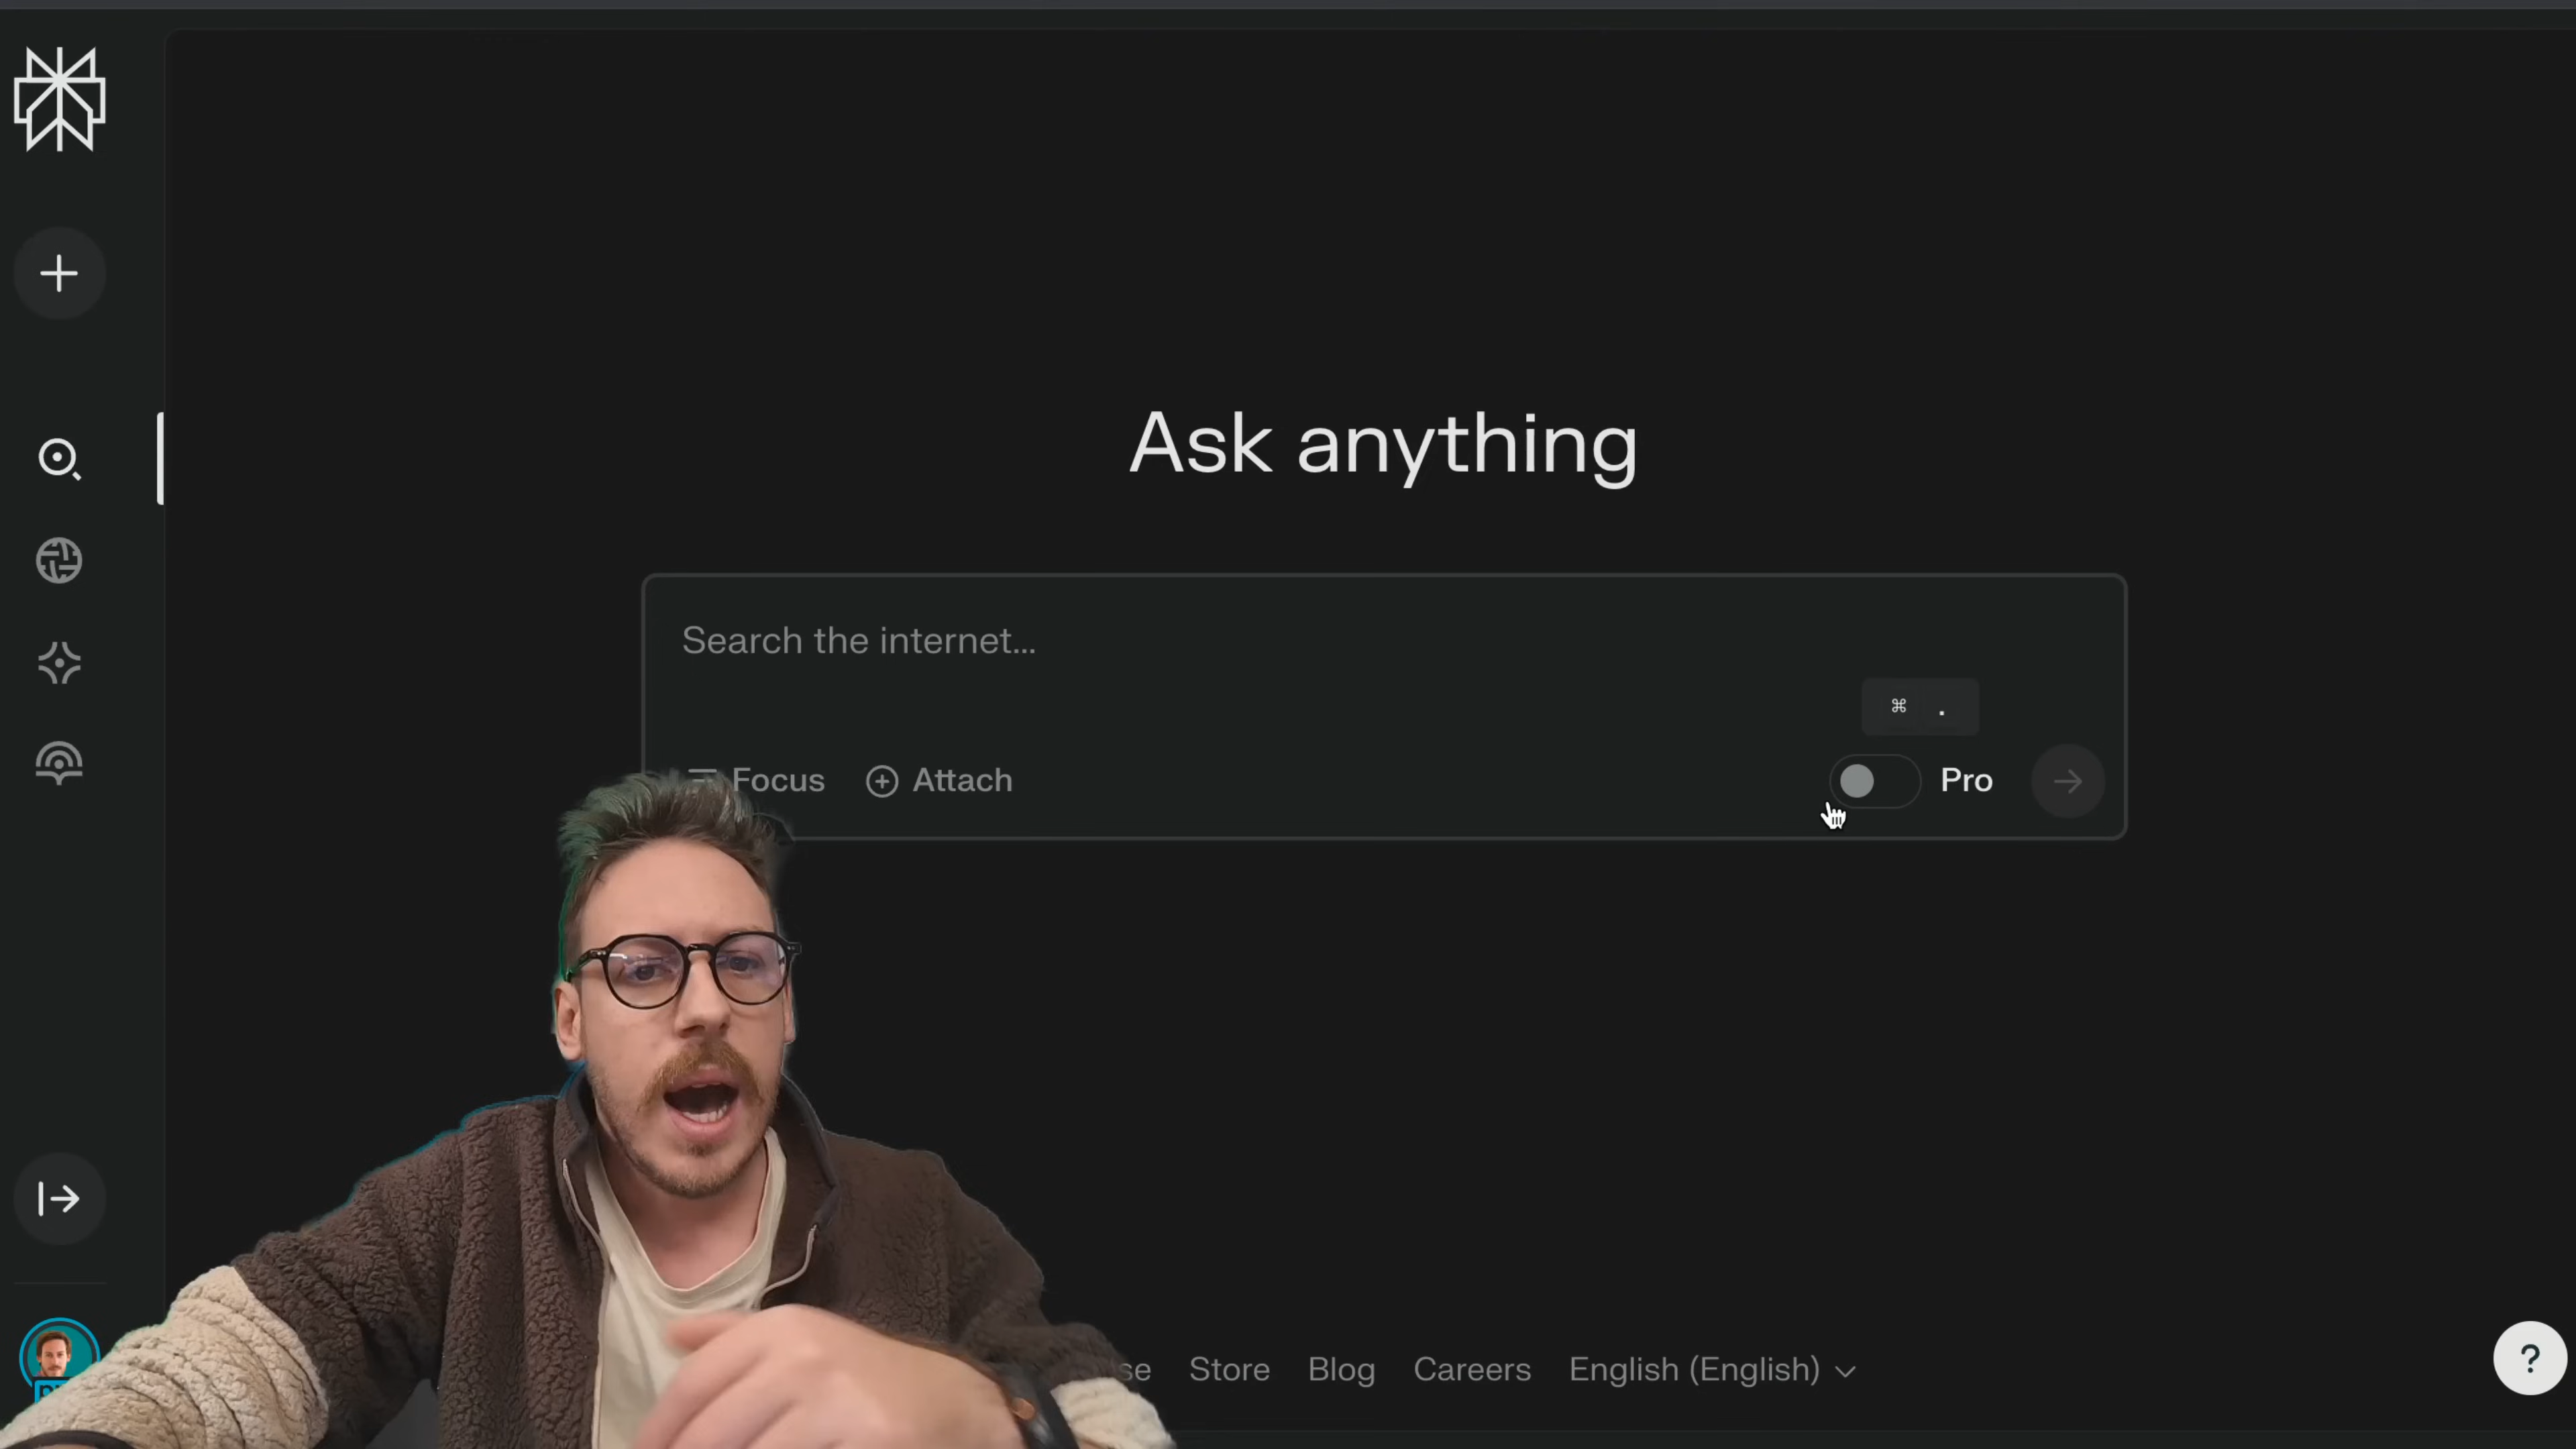 Ask anything
Search the internet...
⌘ .
Focus
Attach
Pro
Store
Blog
Careers
English (English)
?